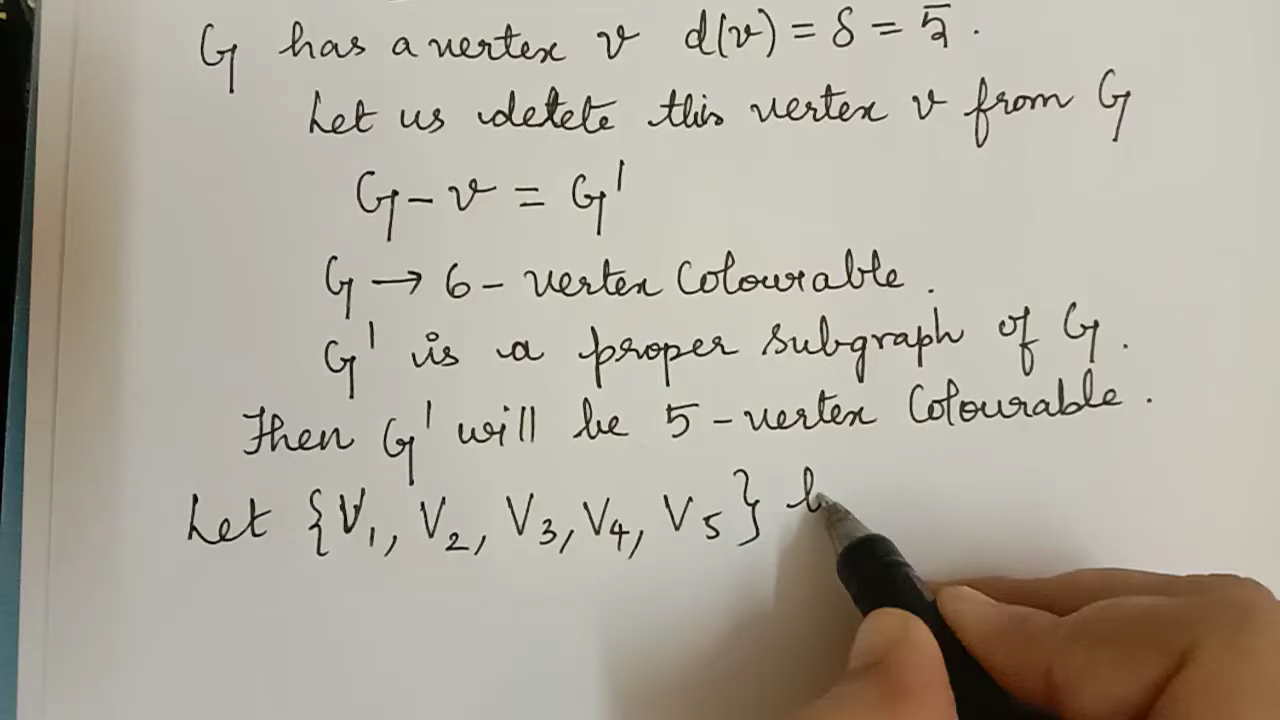 G has a vertex v d(v) = δ = 5.
Let us detete this vertex v from G
G - v = G'
G → 6 - vertex Colourable.
G' is a proper subgraph of G.
Then G' will be 5 - vertex Colourable.
Let {V₁, V₂, V₃, V₄, V₅} b